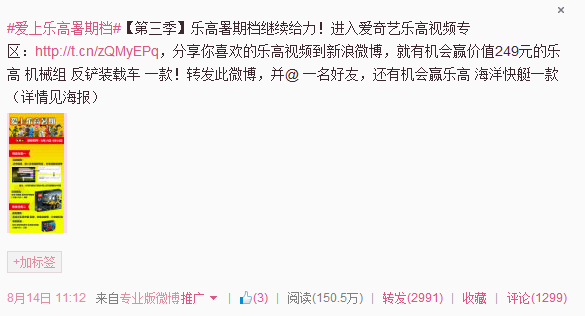 #爱上乐高暑期档#【第三季】乐高暑期档继续给力！进入爱奇艺乐高视频专
区：http://t.cn/zQMyEPq，分享你喜欢的乐高视频到新浪微博，就有机会赢价值249元的乐
高 机械组 反铲装载车 一款！转发此微博，并@ 一名好友，还有机会赢乐高 海洋快艇一款
（详情见海报）
爱上乐高暑期
+加标签
8月14日 11:12 来自专业版微博推广 | (3) | 阅读(150.5万) | 转发(2991) | 收藏 | 评论(1299)